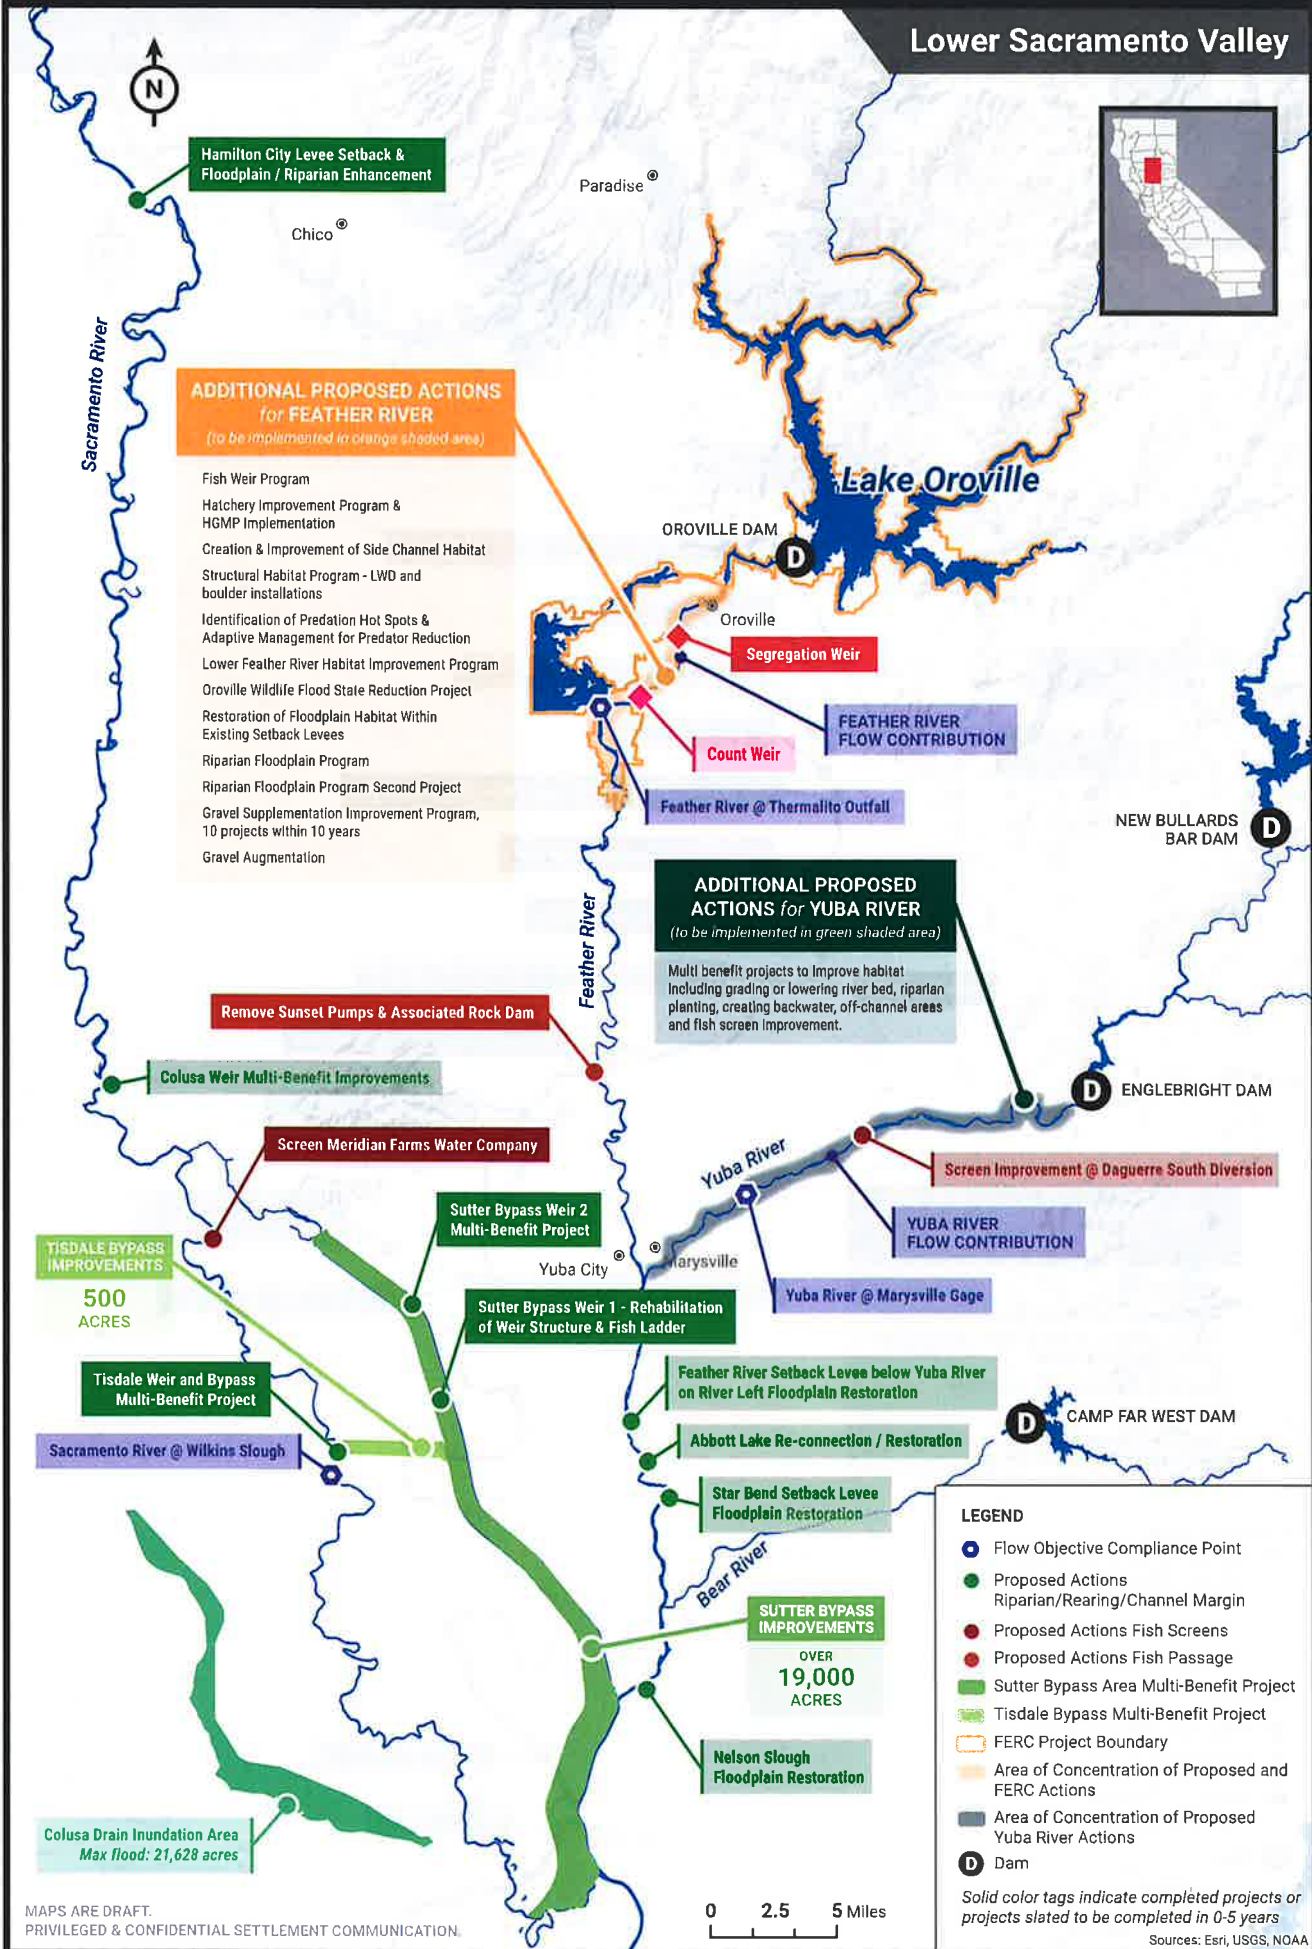 Lower Sacramento Valley
N
Hamilton City Levee Setback &
Floodplain / Riparian Enhancement
Paradise
Chico
Sacramento River
ADDITIONAL PROPOSED ACTIONS
for FEATHER RIVER
(to be implemented in orange shaded area)
Fish Weir Program
Hatchery Improvement Program &
HGMP Implementation
Creation & Improvement of Side Channel Habitat
Structural Habitat Program - LWD and
boulder installations
Identification of Predation Hot Spots &
Adaptive Management for Predator Reduction
Lower Feather River Habitat Improvement Program
Oroville Wildlife Flood State Reduction Project
Restoration of Floodplain Habitat Within
Existing Setback Levees
Riparian Floodplain Program
Riparian Floodplain Program Second Project
Gravel Supplementation Improvement Program,
10 projects within 10 years
Gravel Augmentation
Lake Oroville
OROVILLE DAM
D
Oroville
Segregation Weir
FEATHER RIVER
FLOW CONTRIBUTION
Count Weir
Feather River @ Thermalito Outfall
NEW BULLARDS
BAR DAM
D
ADDITIONAL PROPOSED
ACTIONS for YUBA RIVER
(to be implemented in green shaded area)
Multi benefit projects to improve habitat
including grading or lowering river bed, riparian
planting, creating backwater, off-channel areas
and fish screen improvement.
Feather River
Remove Sunset Pumps & Associated Rock Dam
Colusa Weir Multi-Benefit Improvements
D
ENGLEBRIGHT DAM
Screen Meridian Farms Water Company
Yuba River
Screen Improvement @ Daguerre South Diversion
Sutter Bypass Weir 2
Multi-Benefit Project
YUBA RIVER
FLOW CONTRIBUTION
TISDALE BYPASS
IMPROVEMENTS
500
ACRES
Yuba City
Marysville
Yuba River @ Marysville Gage
Sutter Bypass Weir 1 - Rehabilitation
of Weir Structure & Fish Ladder
Tisdale Weir and Bypass
Multi-Benefit Project
Feather River Setback Levee below Yuba River
on River Left Floodplain Restoration
D
CAMP FAR WEST DAM
Sacramento River @ Wilkins Slough
Abbott Lake Re-connection / Restoration
Star Bend Setback Levee
Floodplain Restoration
Bear River
SUTTER BYPASS
IMPROVEMENTS
OVER
19,000
ACRES
Nelson Slough
Floodplain Restoration
Colusa Drain Inundation Area
Max flood: 21,628 acres
LEGEND
Flow Objective Compliance Point
Proposed Actions
Riparian/Rearing/Channel Margin
Proposed Actions Fish Screens
Proposed Actions Fish Passage
Sutter Bypass Area Multi-Benefit Project
Tisdale Bypass Multi-Benefit Project
FERC Project Boundary
Area of Concentration of Proposed and
FERC Actions
Area of Concentration of Proposed
Yuba River Actions
D Dam
Solid color tags indicate completed projects or
projects slated to be completed in 0-5 years
Sources: Esri, USGS, NOAA
0 2.5 5 Miles
MAPS ARE DRAFT.
PRIVILEGED & CONFIDENTIAL SETTLEMENT COMMUNICATION.